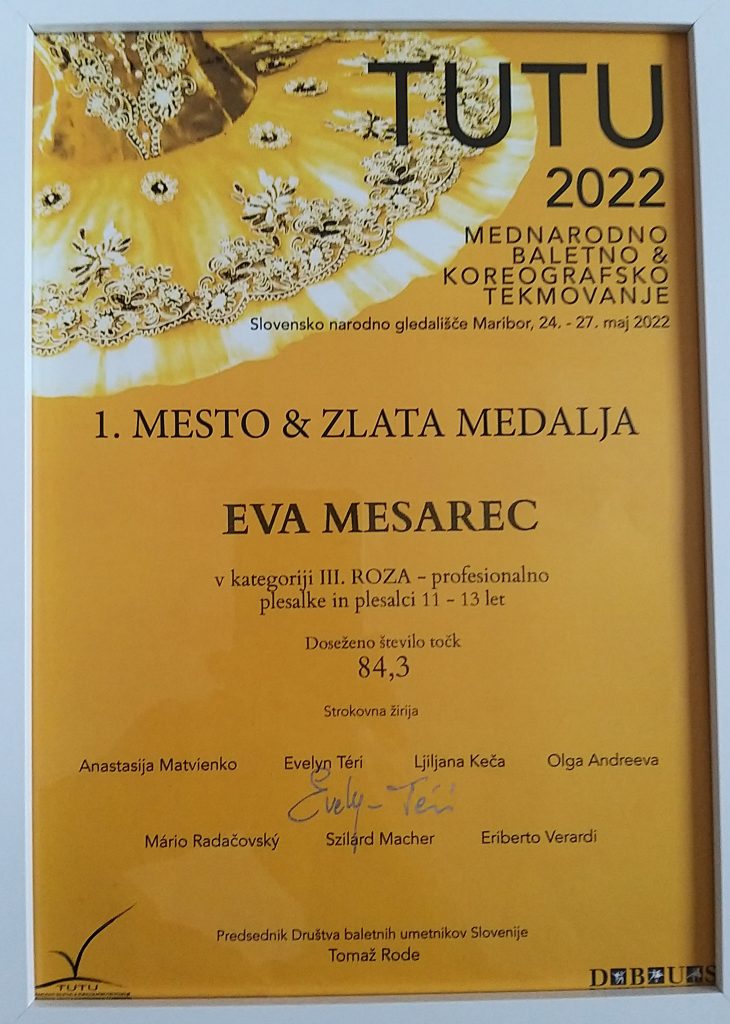 TUTU
2022
MEDNARODNO
BALETNO &
KOREOGRAFSKO
TEKMOVANJE
Slovensko narodno gledališče Maribor, 24. - 27. maj 2022
1. MESTO & ZLATA MEDALJA
EVA MESAREC
v kategoriji III. ROZA – profesionalno
plesalke in plesalci 11 – 13 let
Doseženo število točk
84,3
Strokovna žirija
Anastasija Matvienko Evelyn Téri Ljiljana Keča Olga Andreeva
Evelyn Téri
Mário Radačovský Szilárd Macher Eriberto Verardi
Predsednik Društva baletnih umetnikov Slovenije
Tomaž Rode
TUTU
DBUS